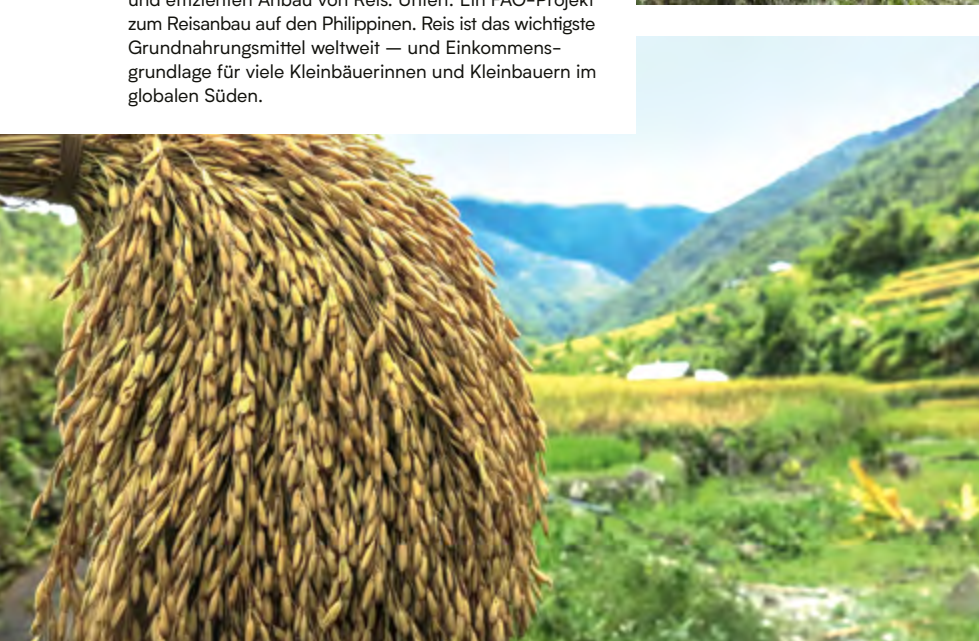 und effizienten Anbau von Reis. Unten: Ein FAO-Projekt
zum Reisanbau auf den Philippinen. Reis ist das wichtigste
Grundnahrungsmittel weltweit — und Einkommens-
grundlage für viele Kleinbäuerinnen und Kleinbauern im
globalen Süden.